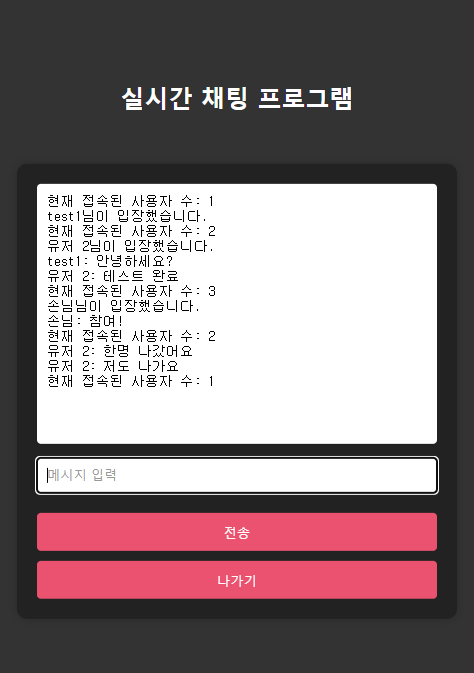 실시간 채팅 프로그램
현재 접속된 사용자 수: 1
test1님이 입장했습니다.
현재 접속된 사용자 수: 2
유저 2님이 입장했습니다.
test1: 안녕하세요?
유저 2: 테스트 완료
현재 접속된 사용자 수: 3
손님님이 입장했습니다.
손님: 참여!
현재 접속된 사용자 수: 2
유저 2: 한명 나갔어요
유저 2: 저도 나가요
현재 접속된 사용자 수: 1
메시지 입력
전송
나가기